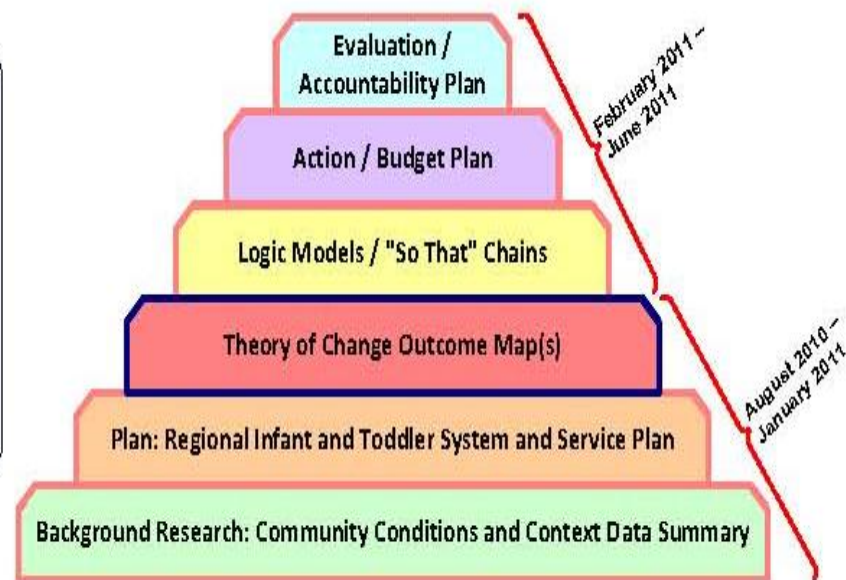 Evaluation /
Accountability Plan
February 2011 –
June 2011
Action / Budget Plan
Logic Models / "So That" Chains
Theory of Change Outcome Map(s)
August 2010 –
January 2011
Plan: Regional Infant and Toddler System and Service Plan
Background Research: Community Conditions and Context Data Summary